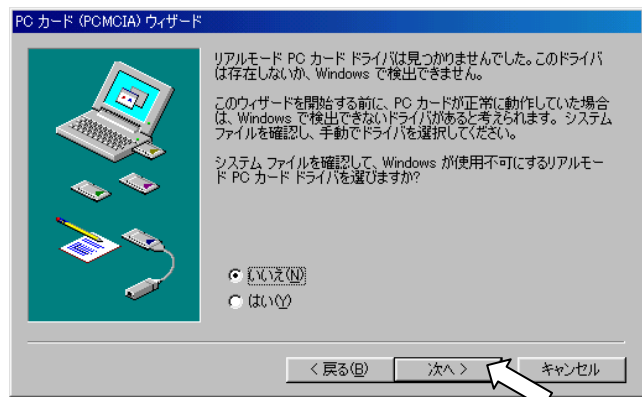 PC カード (PCMCIA) ウィザード
リアルモード PC カード ドライバは見つかりませんでした。このドライバ
は存在しないか、Windows で検出できません。
このウィザードを開始する前に、PC カードが正常に動作していた場合
は、Windows で検出できないドライバがあると考えられます。システム
ファイルを確認し、手動でドライバを選択してください。
システム ファイルを確認して、Windows が使用不可にするリアルモー
ド PC カード ドライバを選びますか?
いいえ(N)
はい(Y)
< 戻る(B)
次へ >
キャンセル